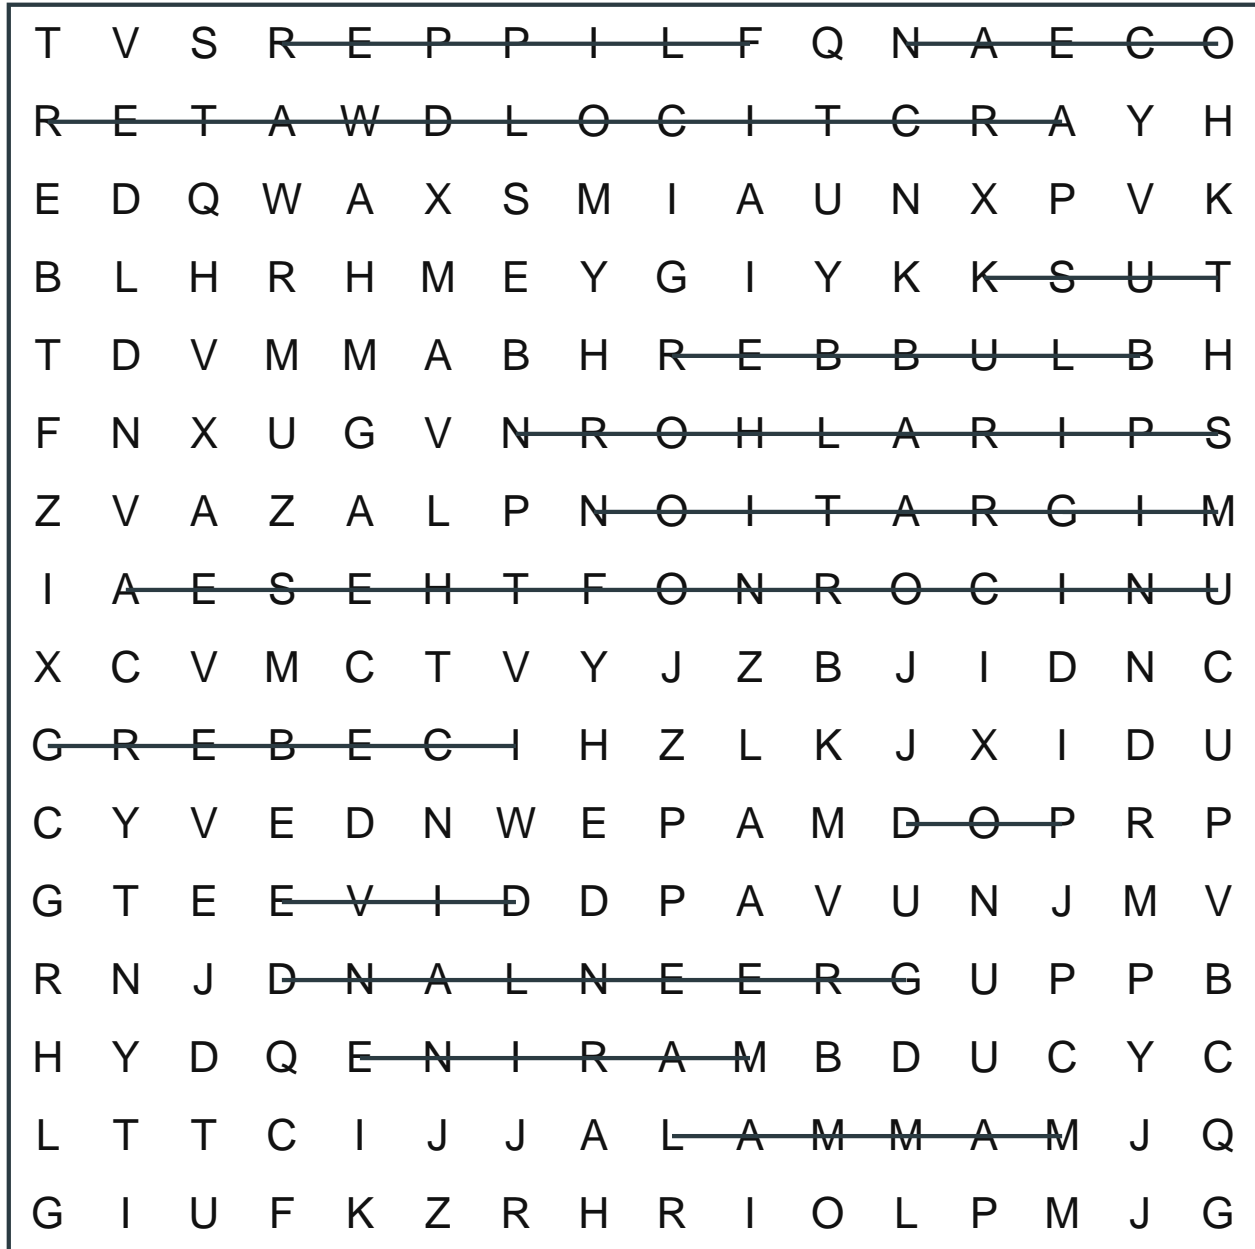 T V S R E P P I L F Q N A E C O
R E T A W D L O C I T C R A Y H
E D Q W A X S M I A U N X P V K
B L H R H M E Y G I Y K K S U T
T D V M M A B H R E B B U L B H
F N X U G V N R O H L A R I P S
Z V A Z A L P N O I T A R G I M
I A E S E H T F O N R O C I N U
X C V M C T V Y J Z B J I D N C
G R E B E C I H Z L K J X I D U
C Y V E D N W E P A M D O P R P
G T E E V I D D P A V U N J M V
R N J D N A L N E E R G U P P B
H Y D Q E N I R A M B D U C Y C
L T T C I J J A L A M M A M J Q
G I U F K Z R H R I O L P M J G